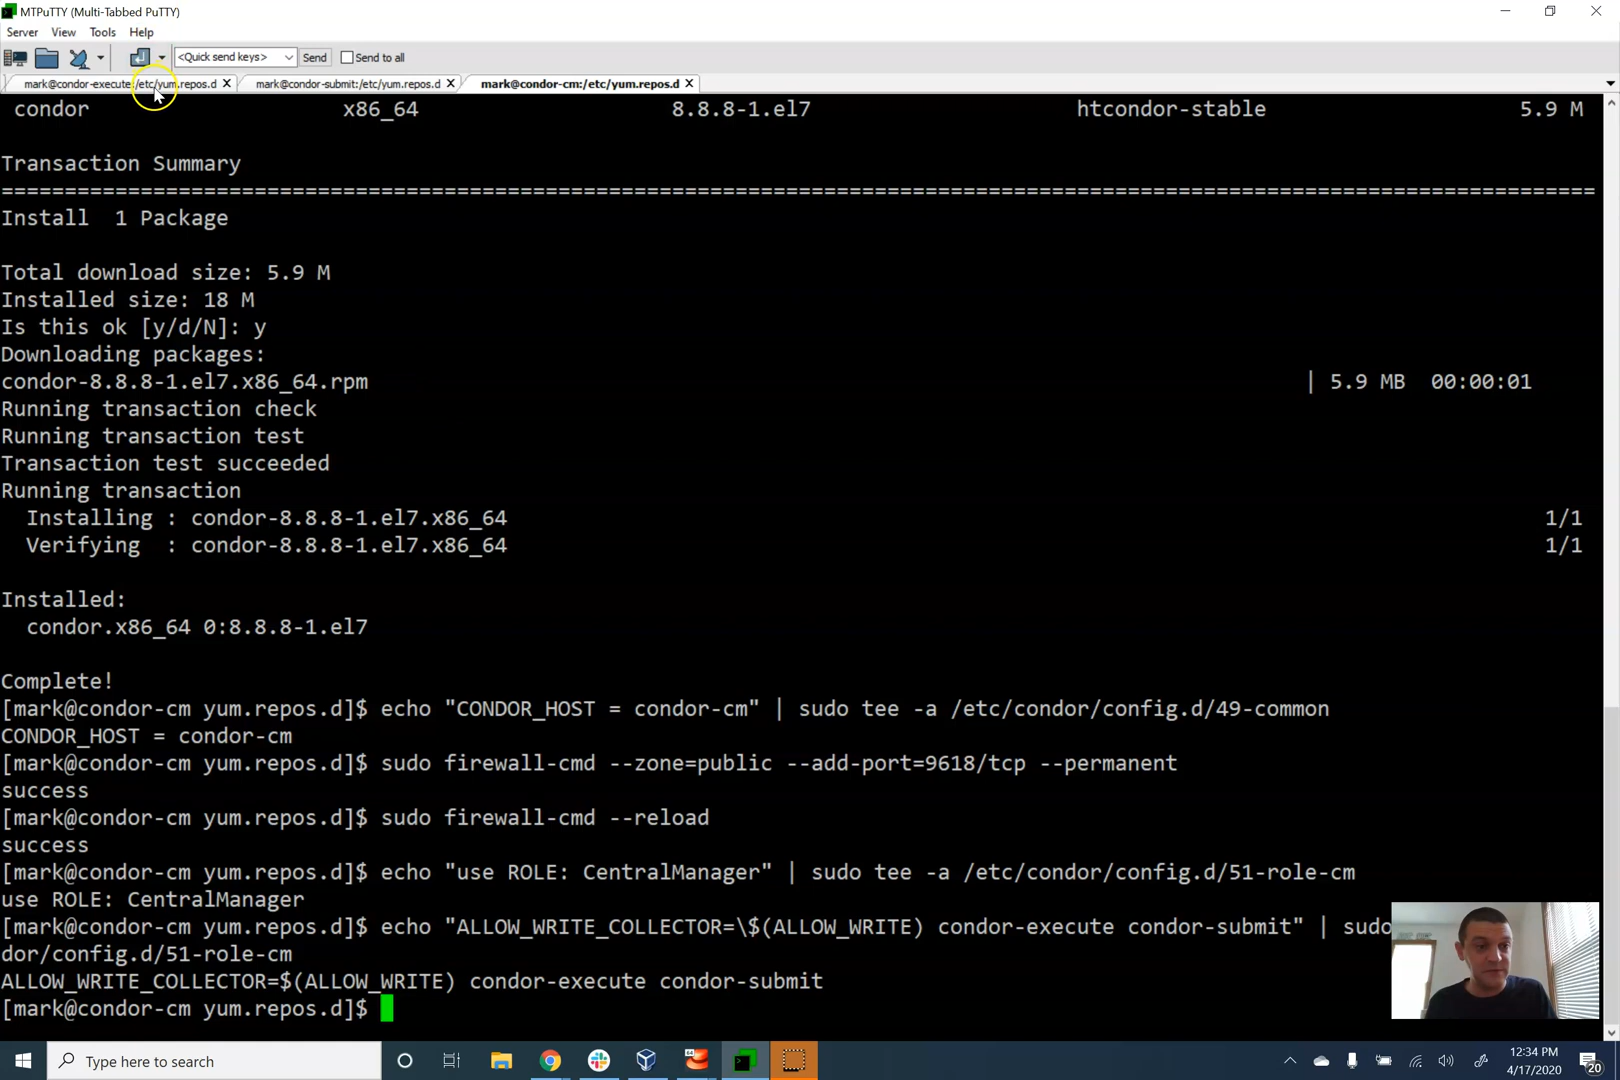 MTPuTTY (Multi-Tabbed PuTTY)
Server View Tools Help
<Quick send keys> Send Send to all
mark@condor-execute:/etc/yum.repos.d mark@condor-submit:/etc/yum.repos.d mark@condor-cm:/etc/yum.repos.d
condor x86_64 8.8.8-1.el7 htcondor-stable 5.9 M
Transaction Summary
================================================================================
Install 1 Package
Total download size: 5.9 M
Installed size: 18 M
Is this ok [y/d/N]: y
Downloading packages:
condor-8.8.8-1.el7.x86_64.rpm | 5.9 MB 00:00:01
Running transaction check
Running transaction test
Transaction test succeeded
Running transaction
Installing : condor-8.8.8-1.el7.x86_64 1/1
Verifying : condor-8.8.8-1.el7.x86_64 1/1
Installed:
condor.x86_64 0:8.8.8-1.el7
Complete!
[mark@condor-cm yum.repos.d]$ echo "CONDOR_HOST = condor-cm" | sudo tee -a /etc/condor/config.d/49-common
CONDOR_HOST = condor-cm
[mark@condor-cm yum.repos.d]$ sudo firewall-cmd --zone=public --add-port=9618/tcp --permanent
success
[mark@condor-cm yum.repos.d]$ sudo firewall-cmd --reload
success
[mark@condor-cm yum.repos.d]$ echo "use ROLE: CentralManager" | sudo tee -a /etc/condor/config.d/51-role-cm
use ROLE: CentralManager
[mark@condor-cm yum.repos.d]$ echo "ALLOW_WRITE_COLLECTOR=\$(ALLOW_WRITE) condor-execute condor-submit" | sudo
dor/config.d/51-role-cm
ALLOW_WRITE_COLLECTOR=$(ALLOW_WRITE) condor-execute condor-submit
[mark@condor-cm yum.repos.d]$
Type here to search
12:34 PM
4/17/2020
20